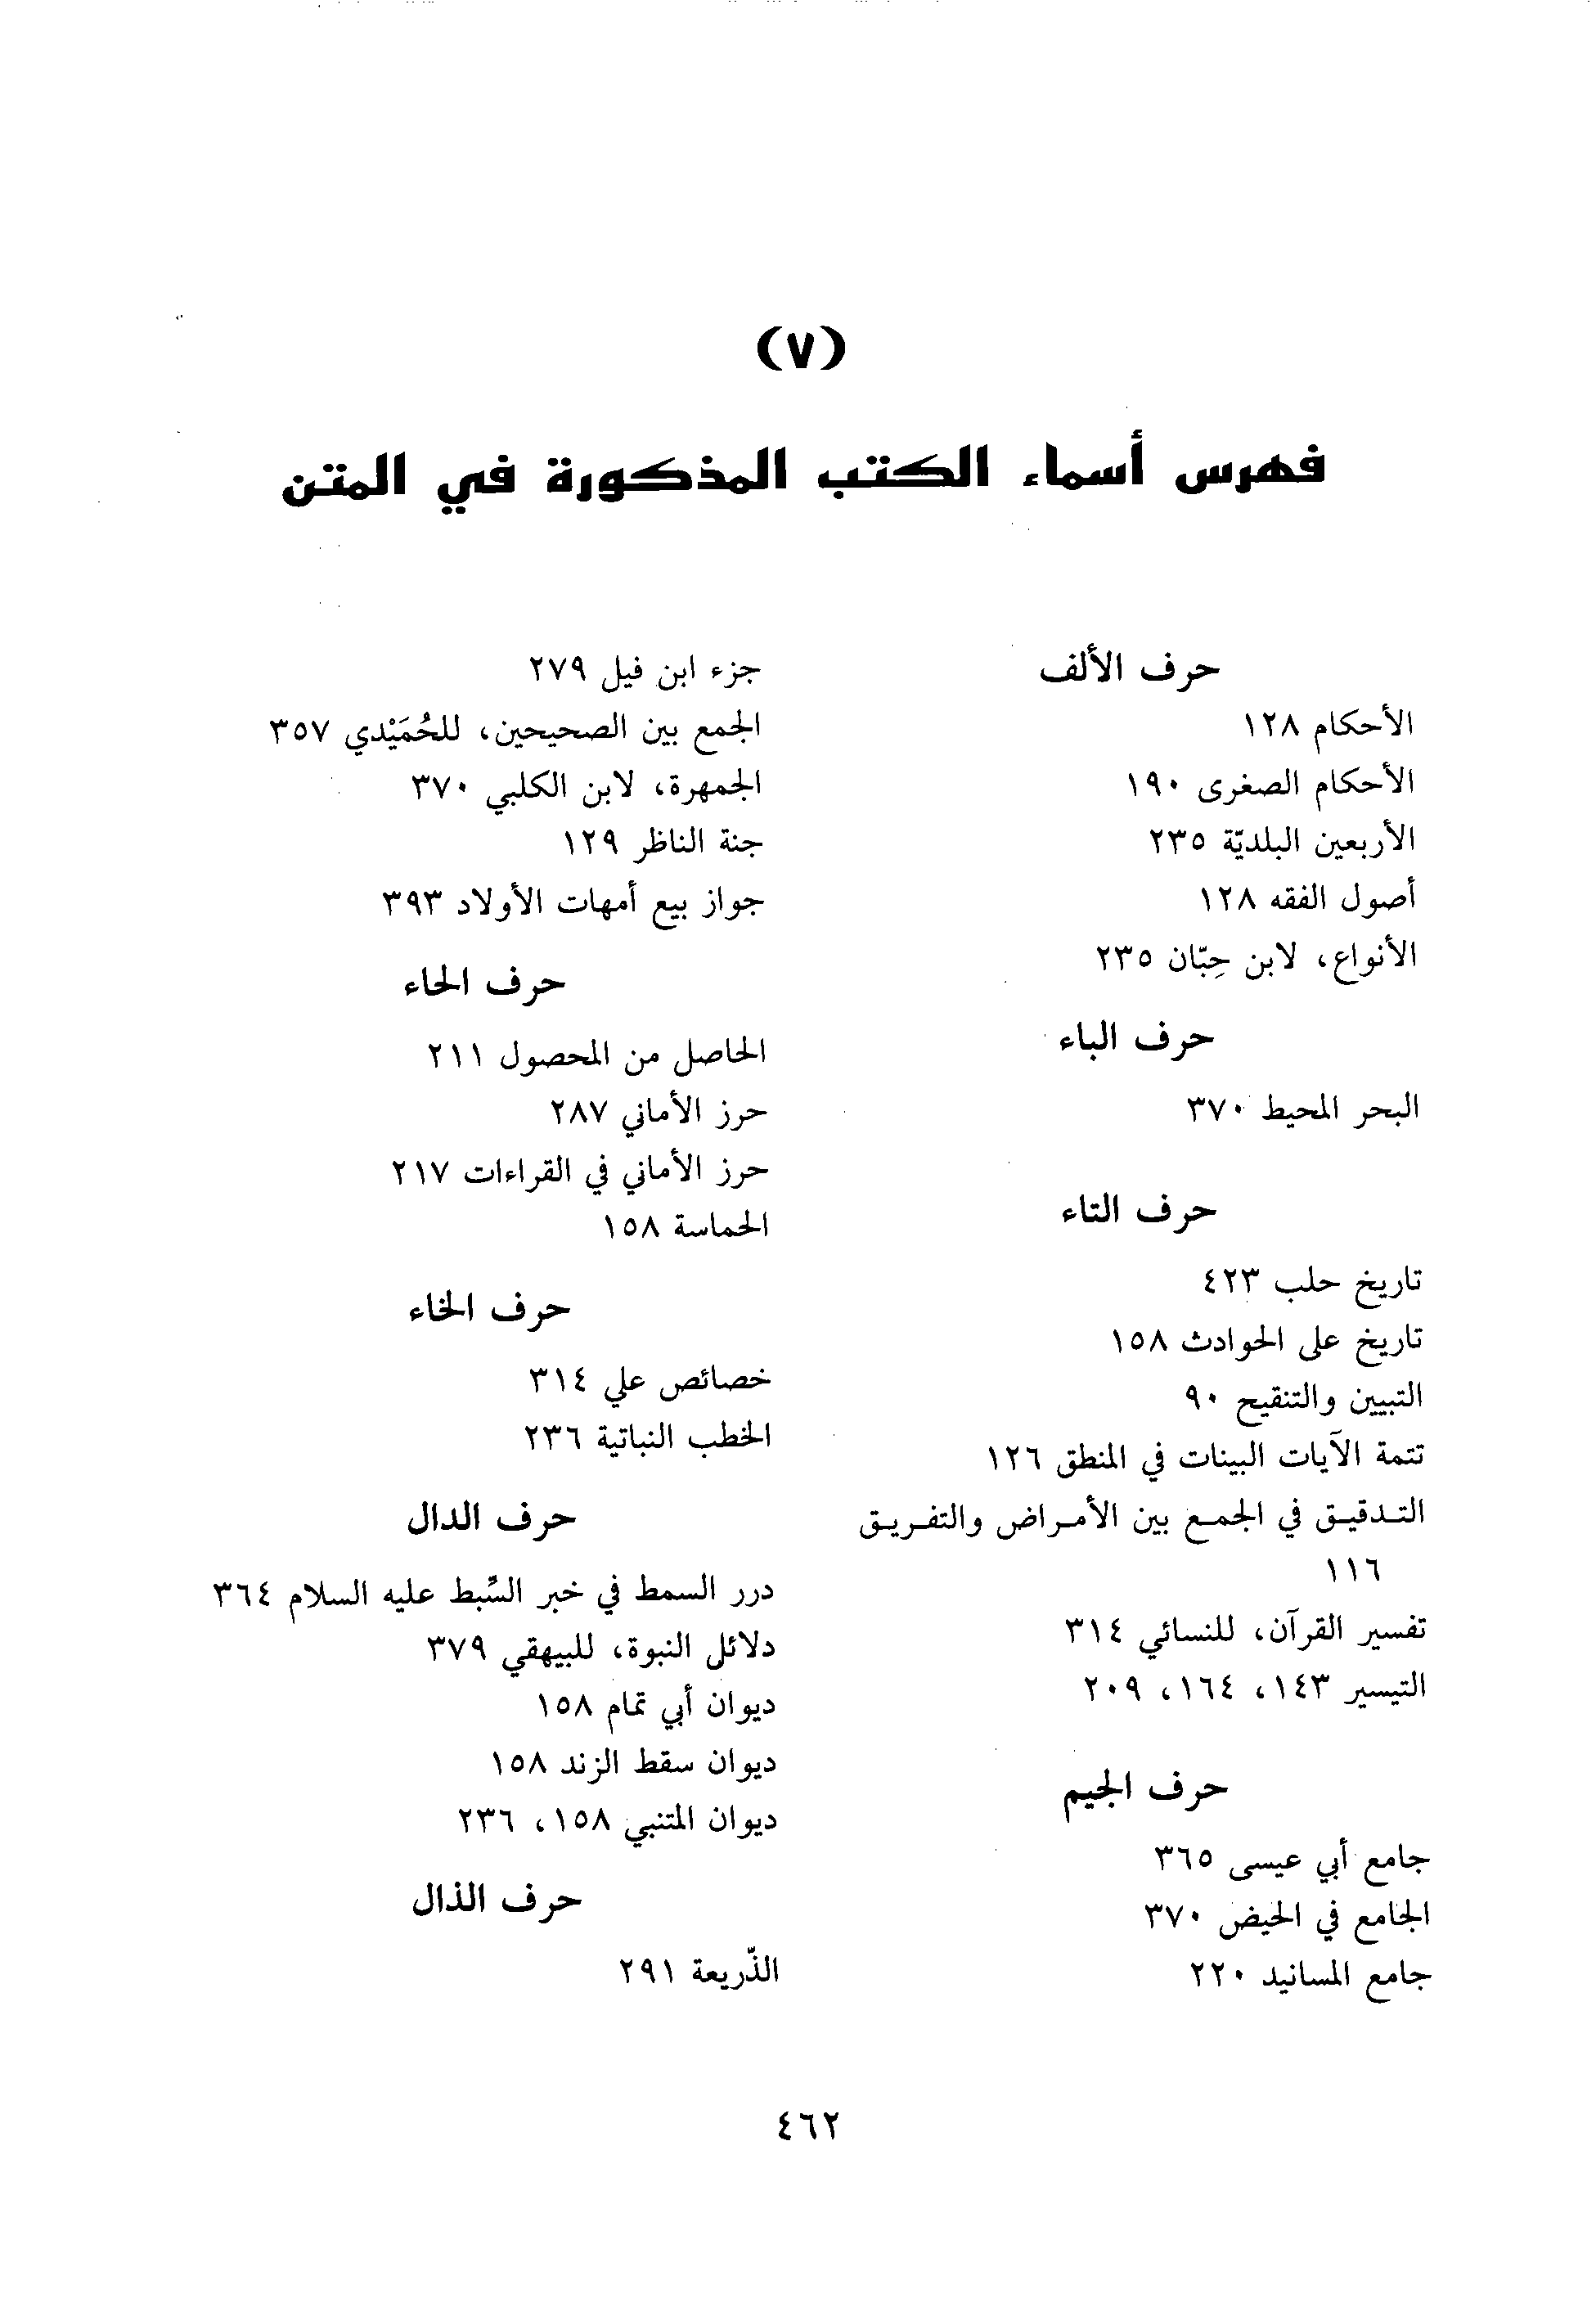 (٧)
فهرس أسماء الكتب المذكورة في المتن
حرف الألف
الأحكام ١٢٨
الأحكام الصغرى ١٩٠
الأربعين البلديّة ٢٣٥
أصول الفقه ١٢٨
الأنواع، لابن حِبّان ٢٣٥
حرف الباء
البحر المحيط ٣٧٠
حرف التاء
تاريخ حلب ٤٢٣
تاريخ على الحوادث ١٥٨
التبيين والتنقيح ٩٠
تتمة الآيات البينات في المنطق ١٢٦
التـدقيـق في الجمـع بين الأمـراض والتفـريـق
١١٦
تفسير القرآن، للنسائي ٣١٤
التيسير ١٤٣، ١٦٤، ٢٠٩
حرف الجيم
جامع أبي عيسى ٣٦٥
الجامع في الحيض ٣٧٠
جامع المسانيد ٢٢٠
جزء ابن فيل ٢٧٩
الجمع بين الصحيحين، للحُمَيْدي ٣٥٧
الجمهرة، لابن الكلبي ٣٧٠
جنة الناظر ١٢٩
جواز بيع أمهات الأولاد ٣٩٣
حرف الحاء
الحاصل من المحصول ٢١١
حرز الأماني ٢٨٧
حرز الأماني في القراءات ٢١٧
الحماسة ١٥٨
حرف الخاء
خصائص علي ٣١٤
الخطب النباتية ٢٣٦
حرف الدال
درر السمط في خبر السِّبط عليه السلام ٣٦٤
دلائل النبوة، للبيهقي ٣٧٩
ديوان أبي تمام ١٥٨
ديوان سقط الزند ١٥٨
ديوان المتنبي ١٥٨، ٢٣٦
حرف الذال
الذّريعة ٢٩١
٤٦٢